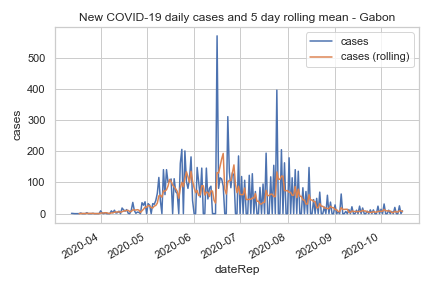 New COVID-19 daily cases and 5 day rolling mean - Gabon
cases
cases (rolling)
cases
500
400
300
200
100
0
2020-04
2020-05
2020-06
2020-07
2020-08
2020-09
2020-10
dateRep